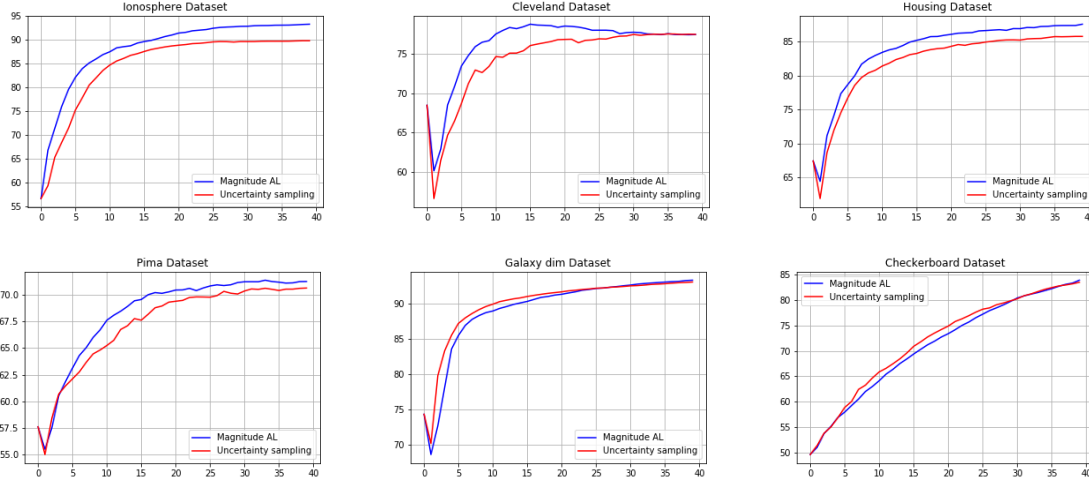 Ionosphere Dataset
95
90
85
80
75
70
65
60
55
0 5 10 15 20 25 30 35 40
Magnitude AL
Uncertainty sampling
Cleveland Dataset
75
70
65
60
0 5 10 15 20 25 30 35 40
Magnitude AL
Uncertainty sampling
Housing Dataset
85
80
75
70
65
0 5 10 15 20 25 30 35 40
Magnitude AL
Uncertainty sampling
Pima Dataset
70.0
67.5
65.0
62.5
60.0
57.5
55.0
0 5 10 15 20 25 30 35 40
Magnitude AL
Uncertainty sampling
Galaxy dim Dataset
90
85
80
75
70
0 5 10 15 20 25 30 35 40
Magnitude AL
Uncertainty sampling
Checkerboard Dataset
85
80
75
70
65
60
55
50
0 5 10 15 20 25 30 35 40
Magnitude AL
Uncertainty sampling